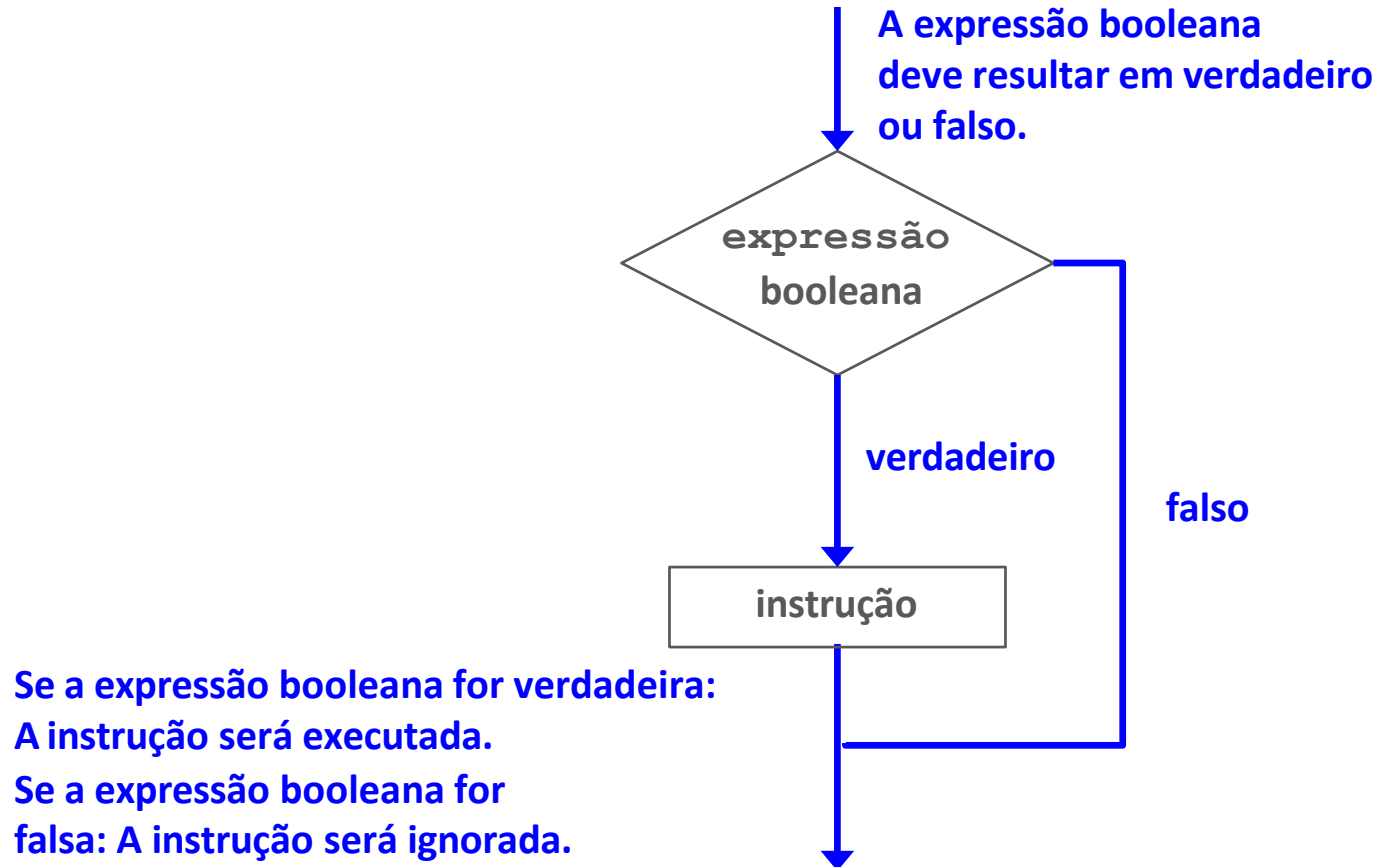 A expressão booleana
deve resultar em verdadeiro
ou falso.
expressão
booleana
verdadeiro
falso
instrução
Se a expressão booleana for verdadeira:
A instrução será executada.
Se a expressão booleana for
falsa: A instrução será ignorada.